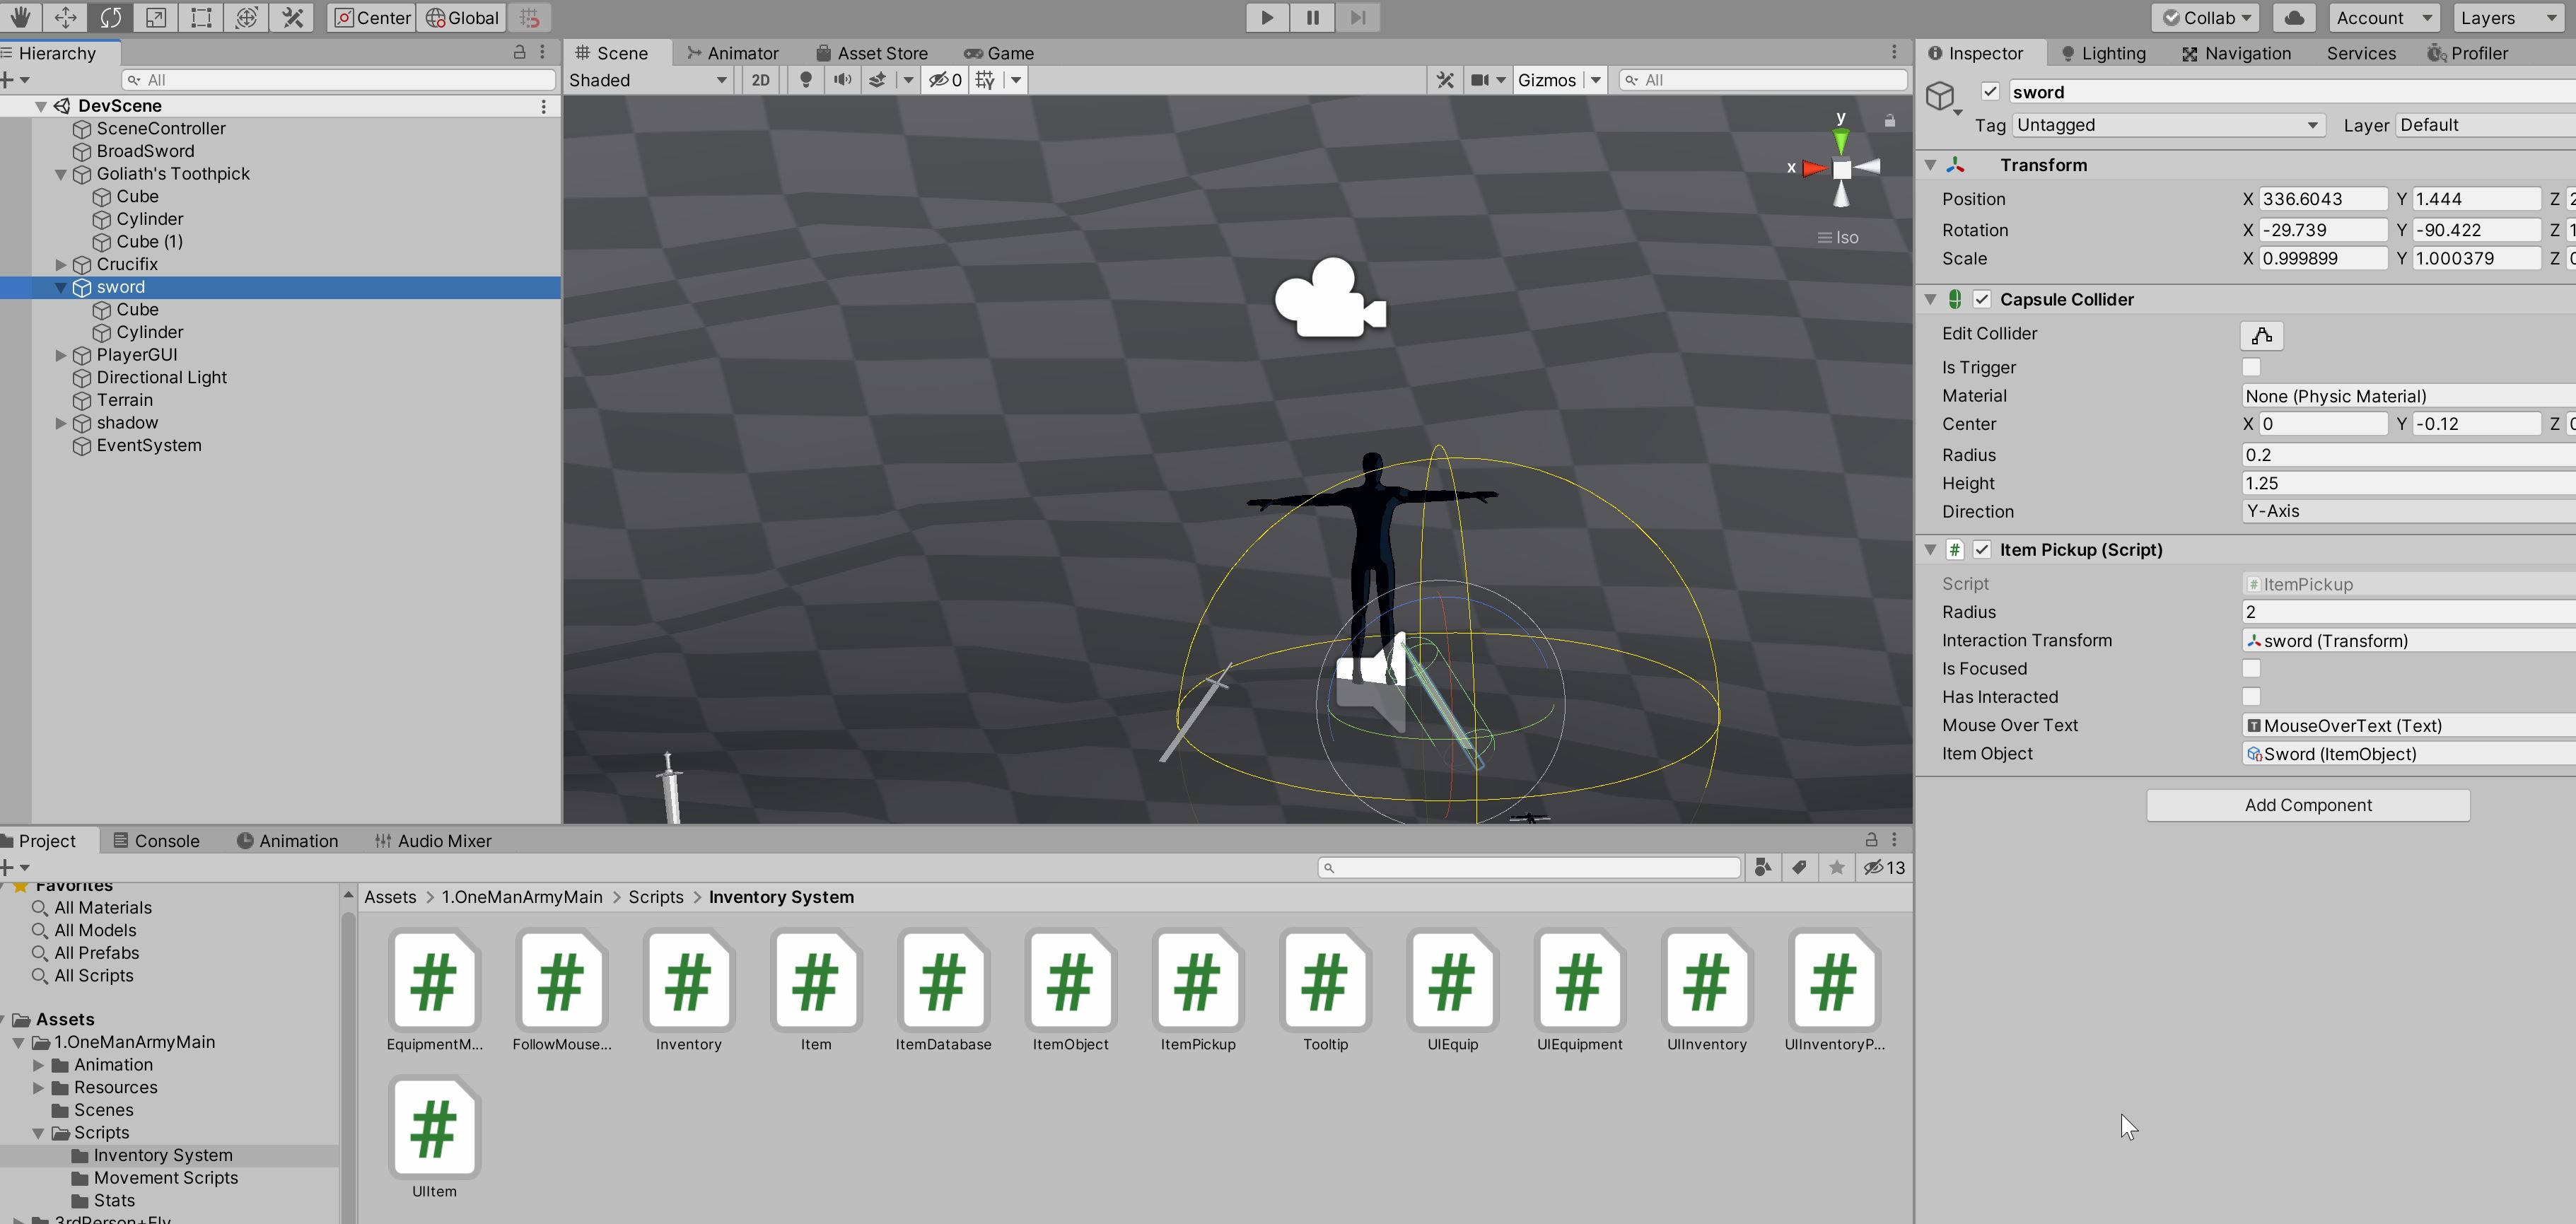 Center Global
Collab Account Layers
Hierarchy
All
DevScene
SceneController
BroadSword
Goliath's Toothpick
Cube
Cylinder
Cube (1)
Crucifix
sword
Cube
Cylinder
PlayerGUI
Directional Light
Terrain
shadow
EventSystem
Scene Animator Asset Store Game
Shaded 2D 0 Gizmos All
y
x
Iso
Inspector Lighting Navigation Services Profiler
sword
Tag Untagged Layer Default
Transform
Position X 336.6043 Y 1.444 Z
Rotation X -29.739 Y -90.422 Z
Scale X 0.999899 Y 1.000379 Z
Capsule Collider
Edit Collider
Is Trigger
Material None (Physic Material)
Center X 0 Y -0.12 Z
Radius 0.2
Height 1.25
Direction Y-Axis
# Item Pickup (Script)
Script # ItemPickup
Radius 2
Interaction Transform sword (Transform)
Is Focused
Has Interacted
Mouse Over Text T MouseOverText (Text)
Item Object Sword (ItemObject)
Add Component
Project Console Animation Audio Mixer
13
Favorites
All Materials
All Models
All Prefabs
All Scripts
Assets
1.OneManArmyMain
Animation
Resources
Scenes
Scripts
Inventory System
Movement Scripts
Stats
3rdPerson+Fly
Assets > 1.OneManArmyMain > Scripts > Inventory System
# # # # # # # # # # # #
EquipmentM... FollowMouse... Inventory Item ItemDatabase ItemObject ItemPickup Tooltip UIEquip UIEquipment UIInventory UIInventoryP...
#
UIItem